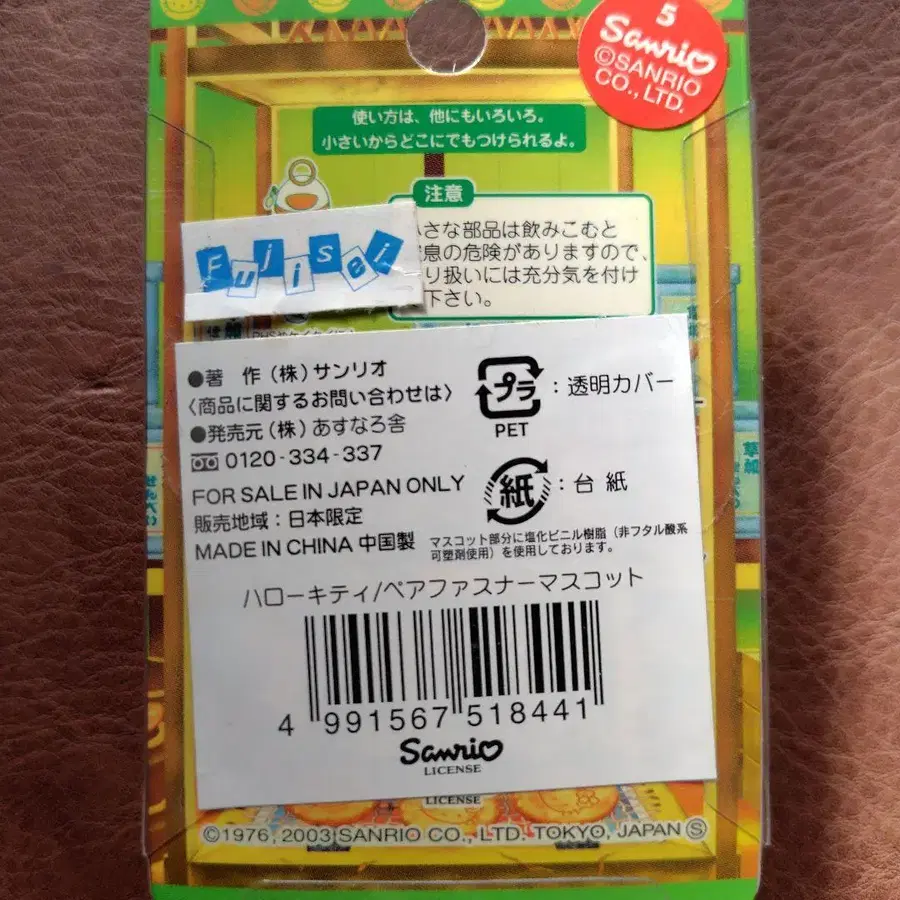 5
Sanrio
©SANRIO
CO., LTD.
使い方は、他にもいろいろ。
小さいからどこにでもつけられるよ。
注意
さな部品は飲みこむと
息の危険がありますので、
り扱いには充分気を付け
下さい。
Fujisei
●著 作(株)サンリオ
〈商品に関するお問い合わせは〉
●発売元(株)あすなろ舎
0120-334-337
FOR SALE IN JAPAN ONLY
販売地域:日本限定
MADE IN CHINA 中国製
プラ
:透明カバー
PET
紙
:台 紙
マスコット部分に塩化ビニル樹脂(非フタル酸系
可塑剤使用)を使用しております。
ハローキティ/ペアファスナーマスコット
4 991567 518441
Sanrio
LICENSE
LICENSE
©1976, 2003 SANRIO CO., LTD. TOKYO, JAPAN Ⓢ